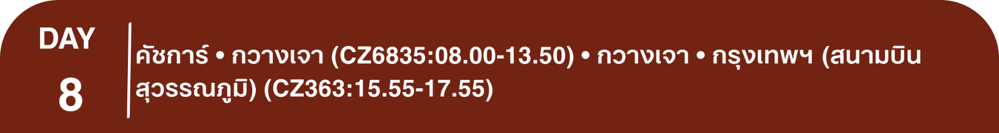 DAY
8
คัชการ์ • กวางเจา (CZ6835:08.00-13.50) • กวางเจา • กรุงเทพฯ (สนามบิน
สุวรรณภูมิ) (CZ363:15.55-17.55)